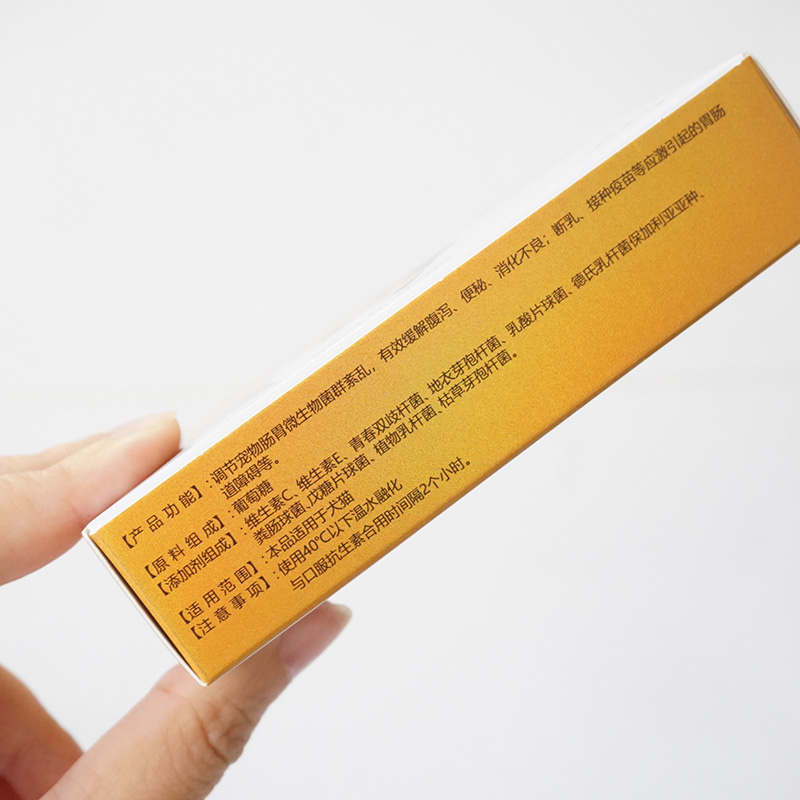 【产品功能】:调节宠物肠胃微生物菌群紊乱,有效缓解腹泻、便秘、消化不良;断乳、接种疫苗等应激引起的胃肠
道障碍等。
【原料组成】:葡萄糖
【添加剂组成】:维生素C、维生素E、青春双歧杆菌、地衣芽孢杆菌、乳酸片球菌、德氏乳杆菌保加利亚亚种、
粪肠球菌、戊糖片球菌、植物乳杆菌、枯草芽孢杆菌。
【适用范围】:本品适用于犬猫
【注意事项】:使用40℃以下温水融化
与口服抗生素合用时间隔2个小时。